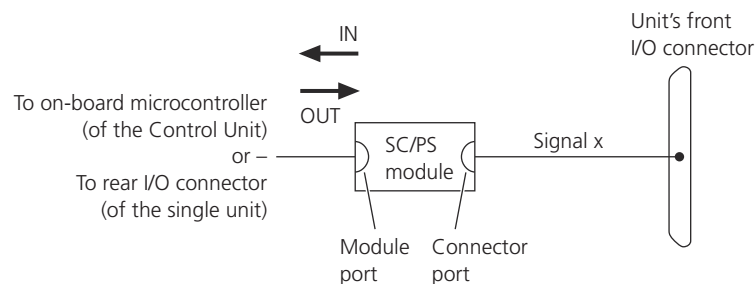 Unit's front
I/O connector
IN
OUT
To on-board microcontroller
(of the Control Unit)
or –
To rear I/O connector
(of the single unit)
SC/PS
module
Signal x
Module
port
Connector
port